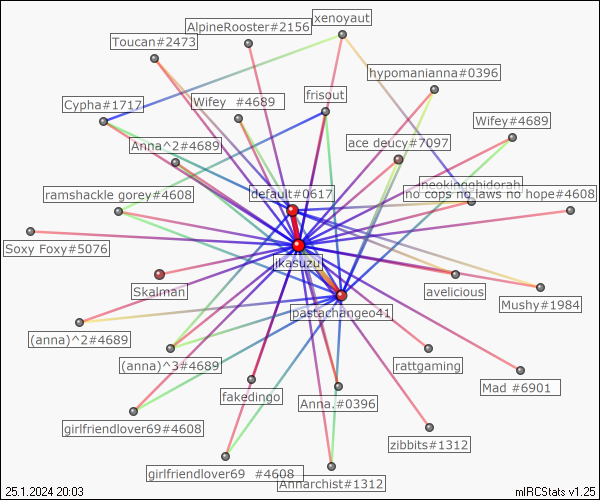 xenoyaut
AlpineRooster#2156
Toucan#2473
hypomanianna#0396
frisout
Cypha#1717
Wifey #4689
Wifey#4689
Anna^2#4689
ace deucy#7097
default#0617
neokingghidorah
ramshackle gorey#4608
no cops no laws no hope#4608
Soxy Foxy#5076
jkasuzu
Skalman
avelicious
Mushy#1984
pastachangeo41
(anna)^2#4689
(anna)^3#4689
rattgaming
Mad #6901
fakedingo
Anna.#0396
girlfriendlover69#4608
zibbits#1312
girlfriendlover69 #4608
Annarchist#1312
25.1.2024 20:03
mIRCStats v1.25